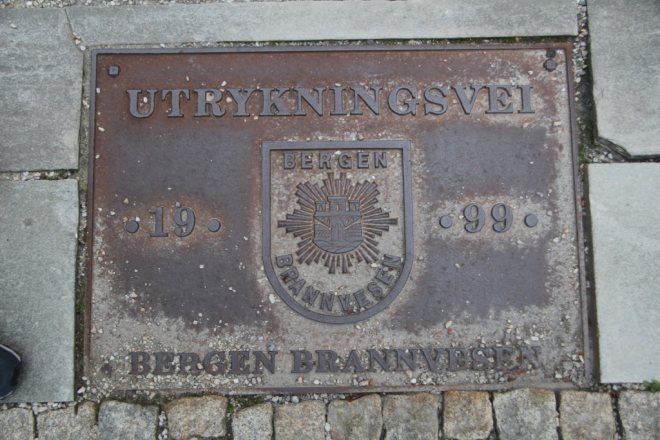 UTRYKNINGSVEI
BERGEN
• 19 • • 99 •
BRANNVESEN
BERGEN BRANNVESEN